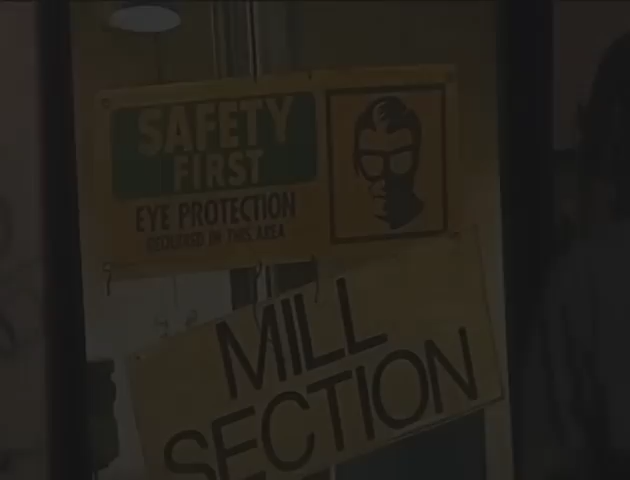 SAFETY
FIRST
EYE PROTECTION
REQUIRED IN THIS AREA
MILL
SECTION